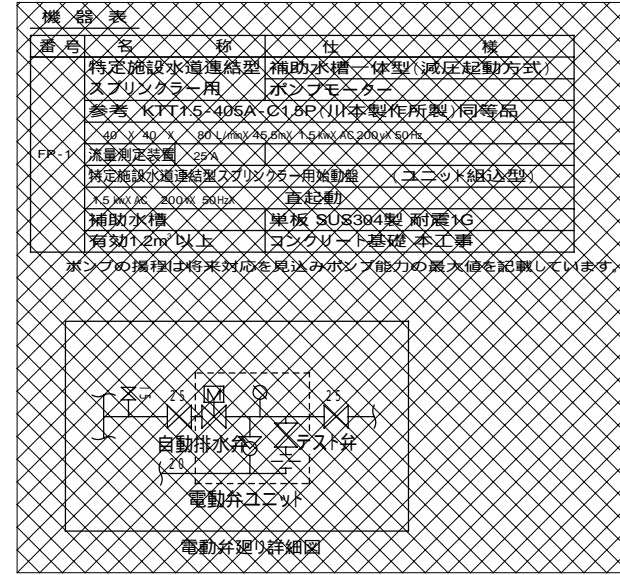 機 器 表
番 号 名 称 仕 様
特定施設水道連結型 補助水槽一体型(減圧起動方式)
スプリンクラー用 ポンプモーター
参考 KTT1.5-405A-C1.5P(川本製作所製)同等品
40 X 40 X 80 L/minX 45.5mX 1.5 kwX AC 200 vX 50 Hz
FP-1 流量測定装置 25A
特定施設水道連結型スプリンクラー用始動盤 (ユニット組込型)
1.5 kwX AC 200 vX 50 HzX 直起動
補助水槽 単板 SUS304製 耐震1G
有効1.2m³以上 コンクリート基礎 本工事
ポンプの揚程は将来対応を見込みポンプ能力の最大値を記載しています。
25 M 25
自動排水弁 テスト弁
20
電動弁ユニット
電動弁廻り詳細図